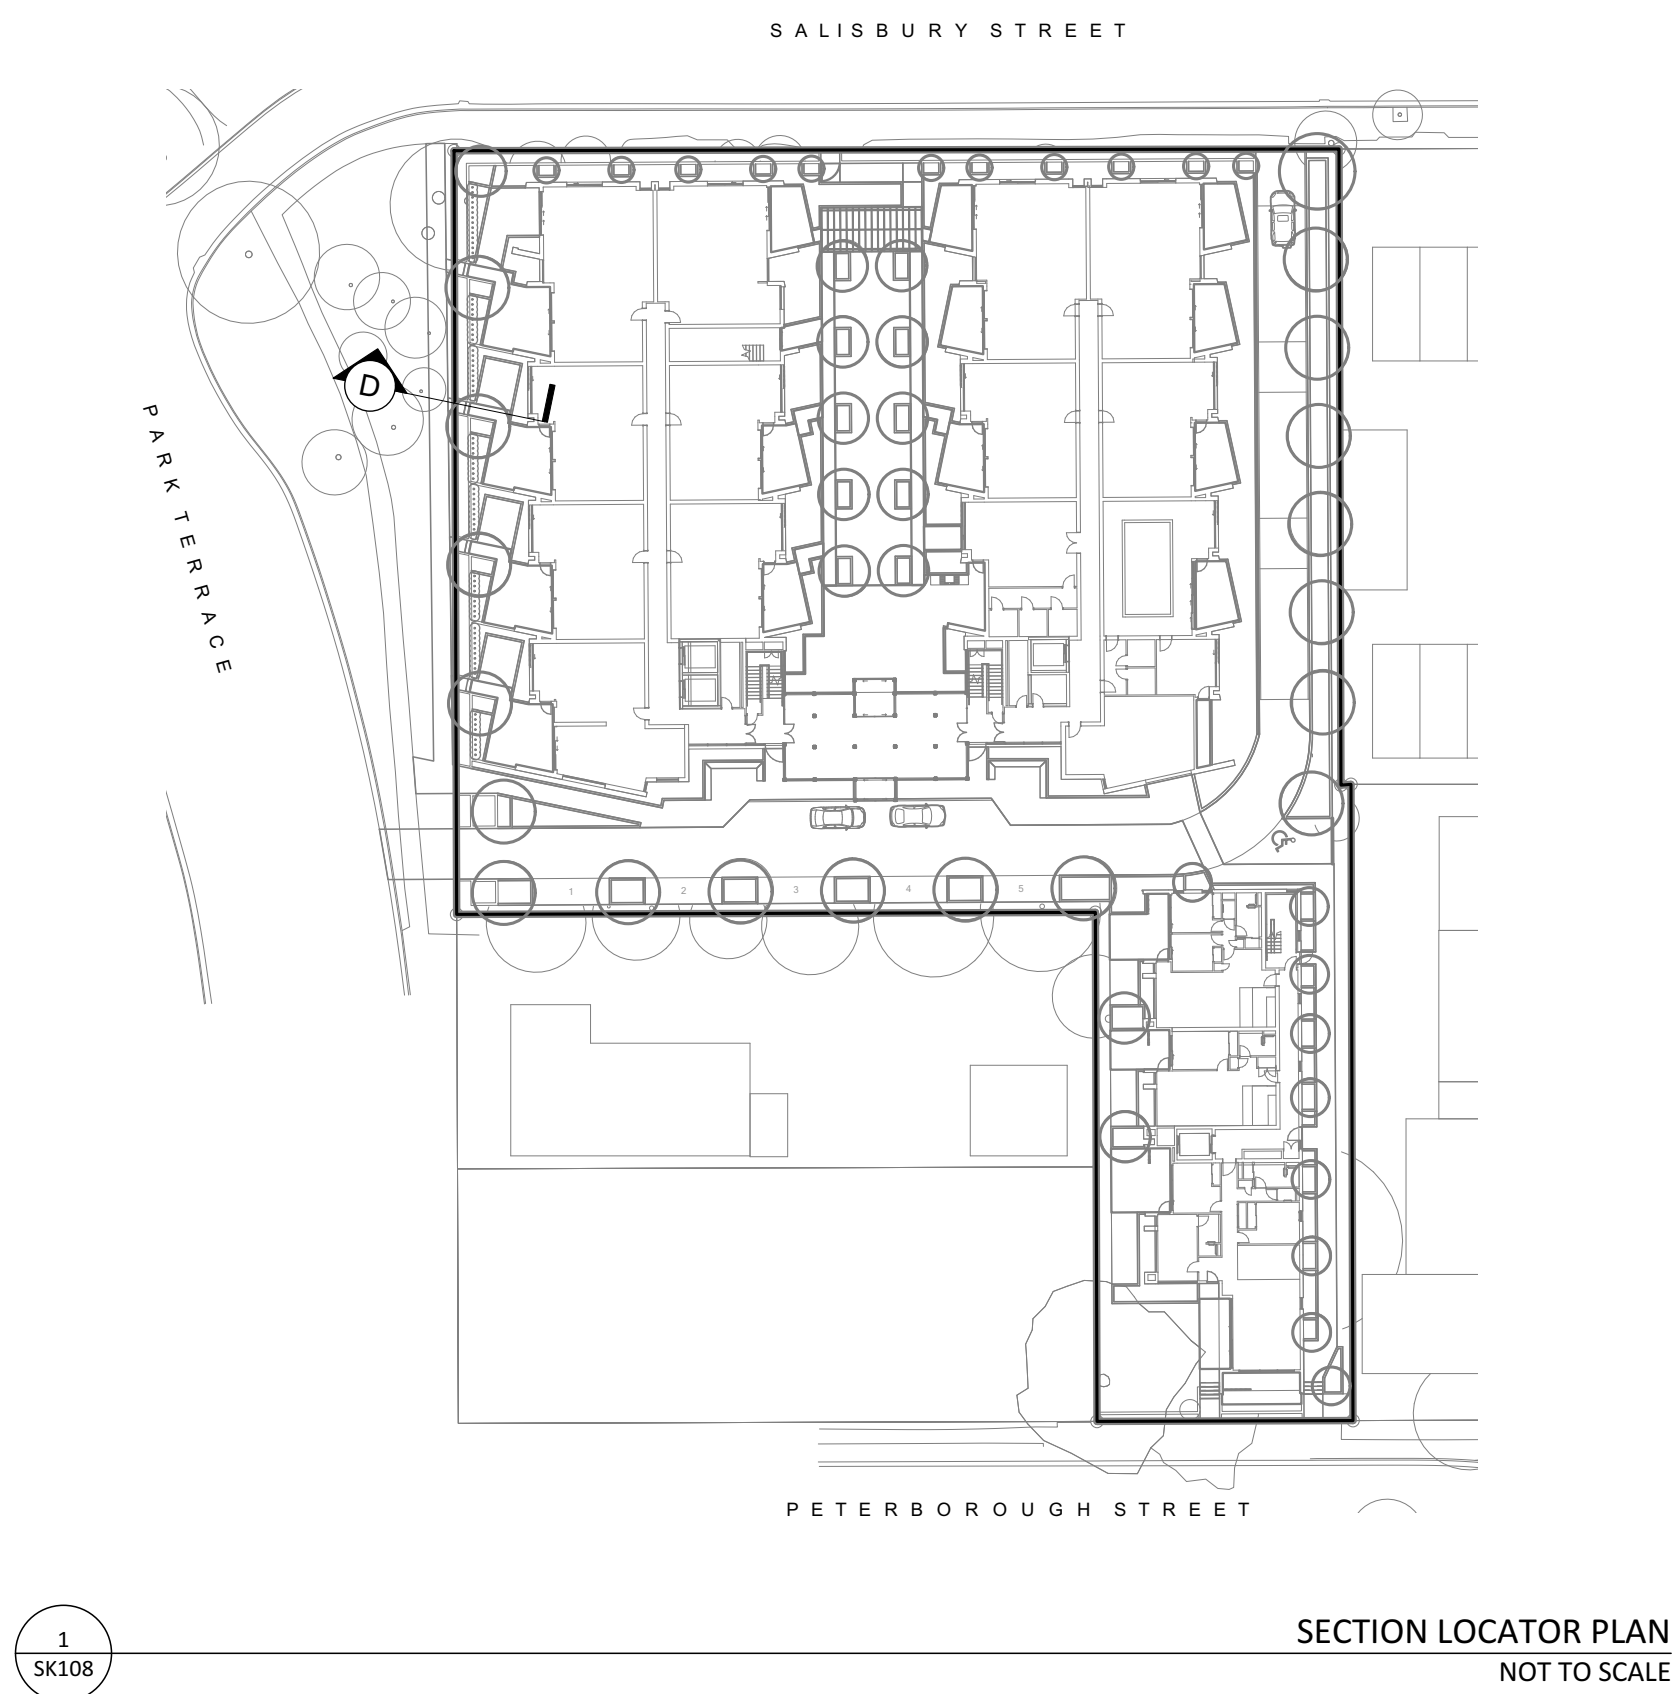 SALISBURY STREET
D
PARK TERRACE
1 2 3 4 5
PETERBOROUGH STREET
1
SK108
SECTION LOCATOR PLAN
NOT TO SCALE